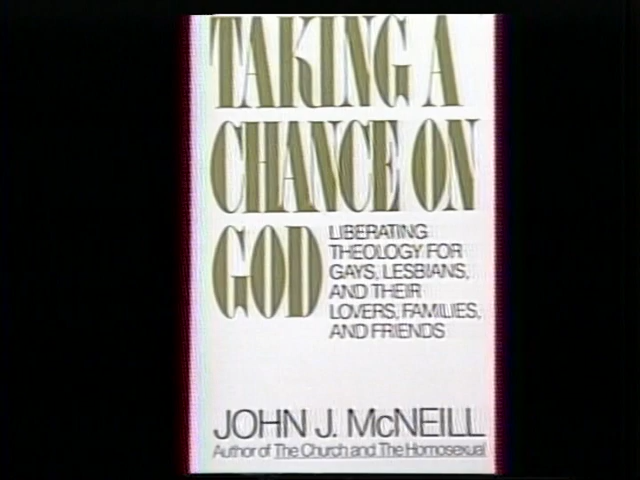 TAKING A
CHANCE ON
GOD
LIBERATING
THEOLOGY FOR
GAYS, LESBIANS,
AND THEIR
LOVERS, FAMILIES,
AND FRIENDS
JOHN J. McNEILL
Author of The Church and The Homosexual